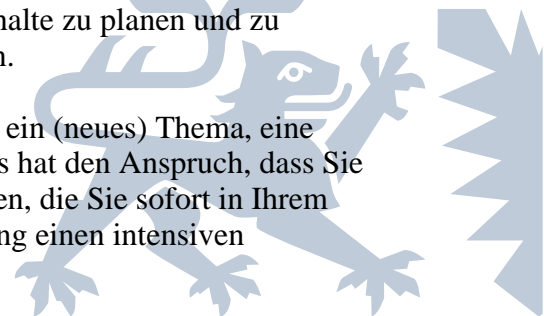 halte zu planen und zu
n.
ein (neues) Thema, eine
s hat den Anspruch, dass Sie
en, die Sie sofort in Ihrem
ng einen intensiven